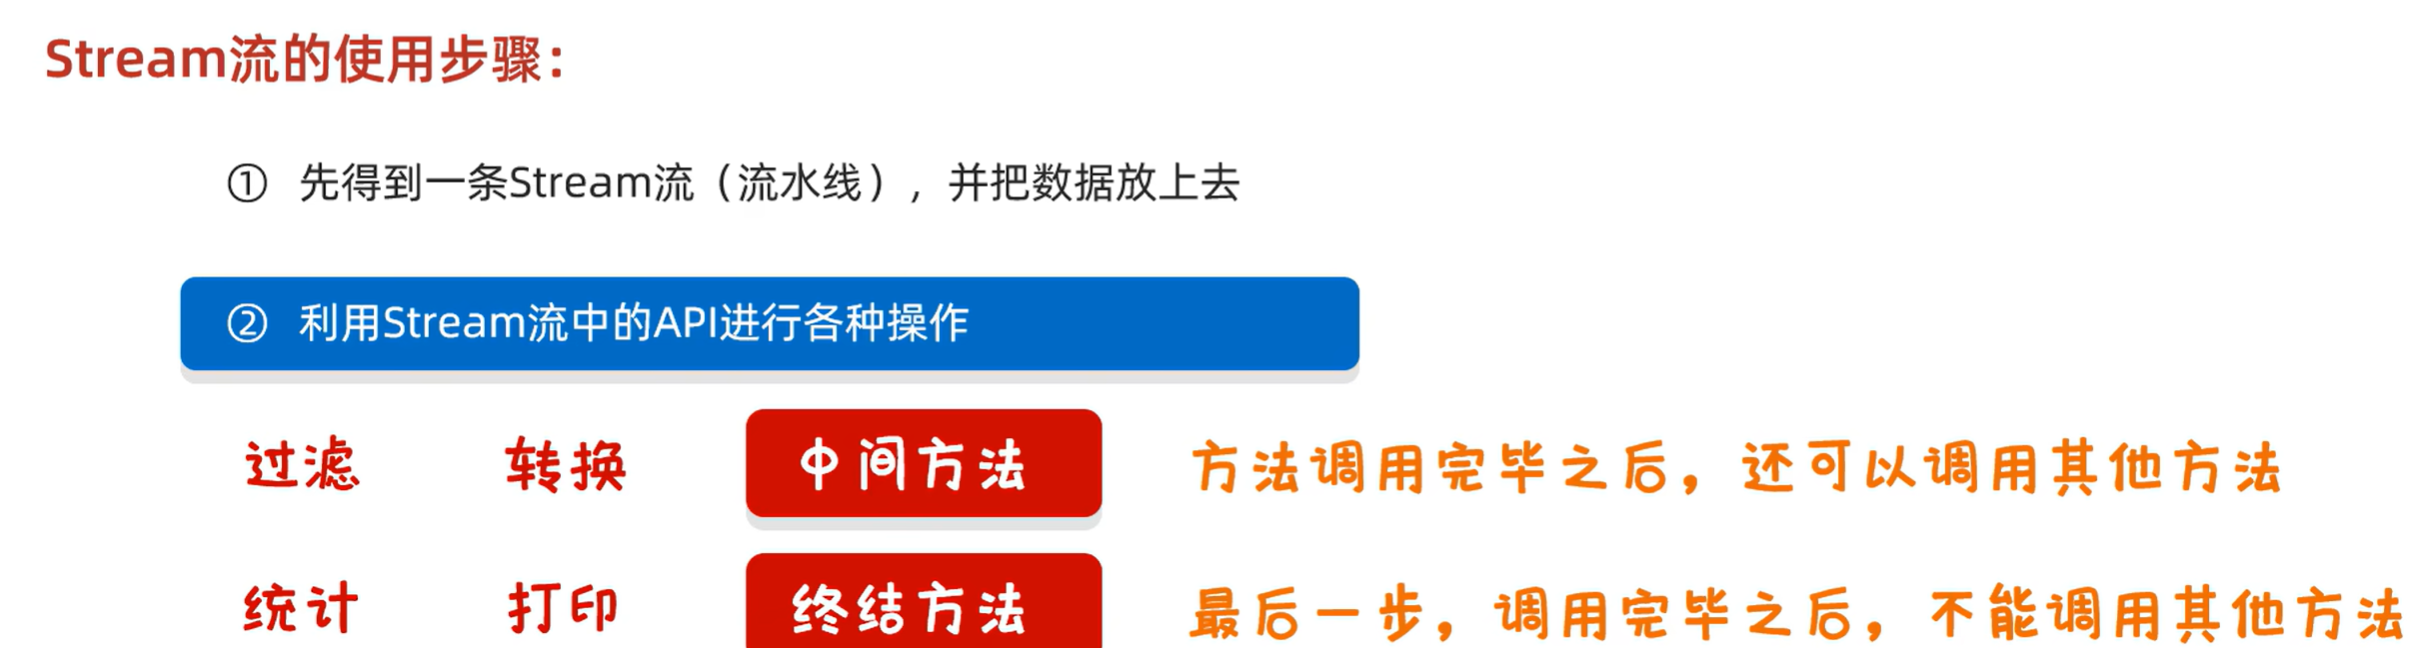 Stream流的使用步骤：
① 先得到一条Stream流（流水线），并把数据放上去
② 利用Stream流中的API进行各种操作
过滤 转换 中间方法 方法调用完毕之后，还可以调用其他方法
统计 打印 终结方法 最后一步，调用完毕之后，不能调用其他方法